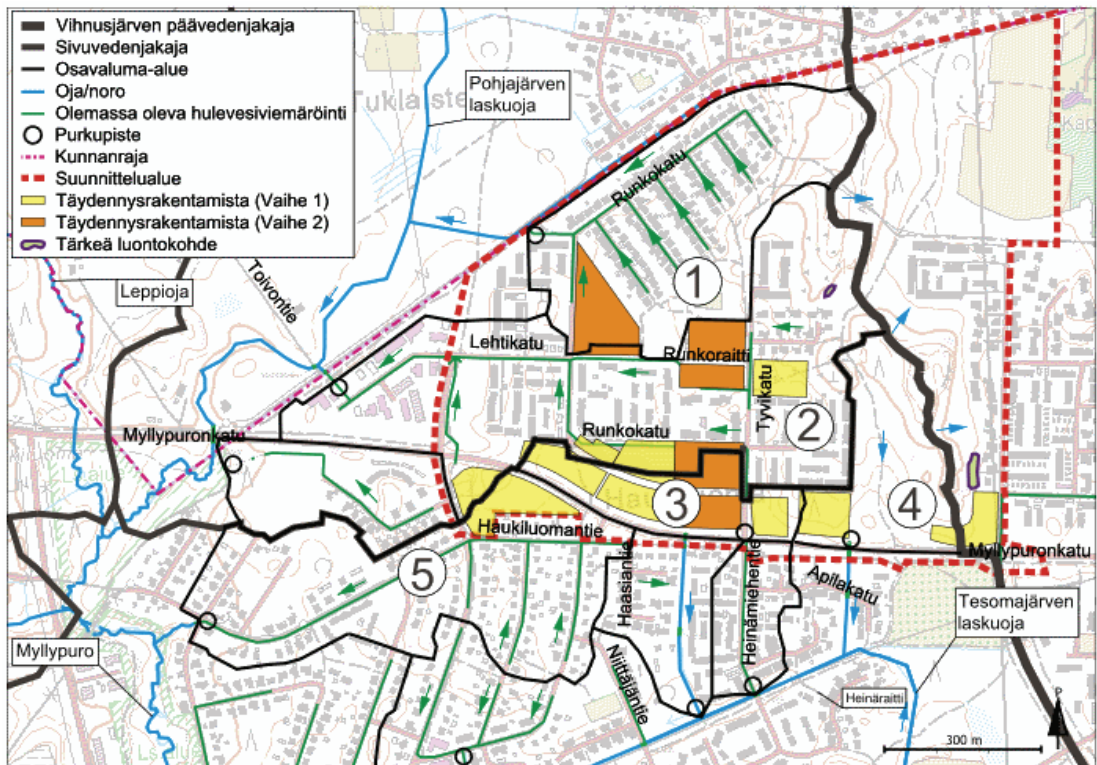 Vihnusjärven päävedenjakaja
Sivuvedenjakaja
Osavaluma-alue
Oja/noro
Olemassa oleva hulevesiviemäröinti
Purkupiste
Kunnanraja
Suunnittelualue
Täydennysrakentamista (Vaihe 1)
Täydennysrakentamista (Vaihe 2)
Tärkeä luontokohde
Pohjajärven
laskuoja
Tuklaiste
Runkokatu
Leppioja
Toivontie
1
Lehtikatu
Runkoraitti
Tyvikatu
2
Myllypuronkatu
Runkokatu
3
4
Haukiluomantie
Myllypuronkatu
5
Haasiantie
Heinämiehentie
Apilakatu
Tesomajärven
laskuoja
Myllypuro
Niittäjäntie
Heinäraitti
P
300 m